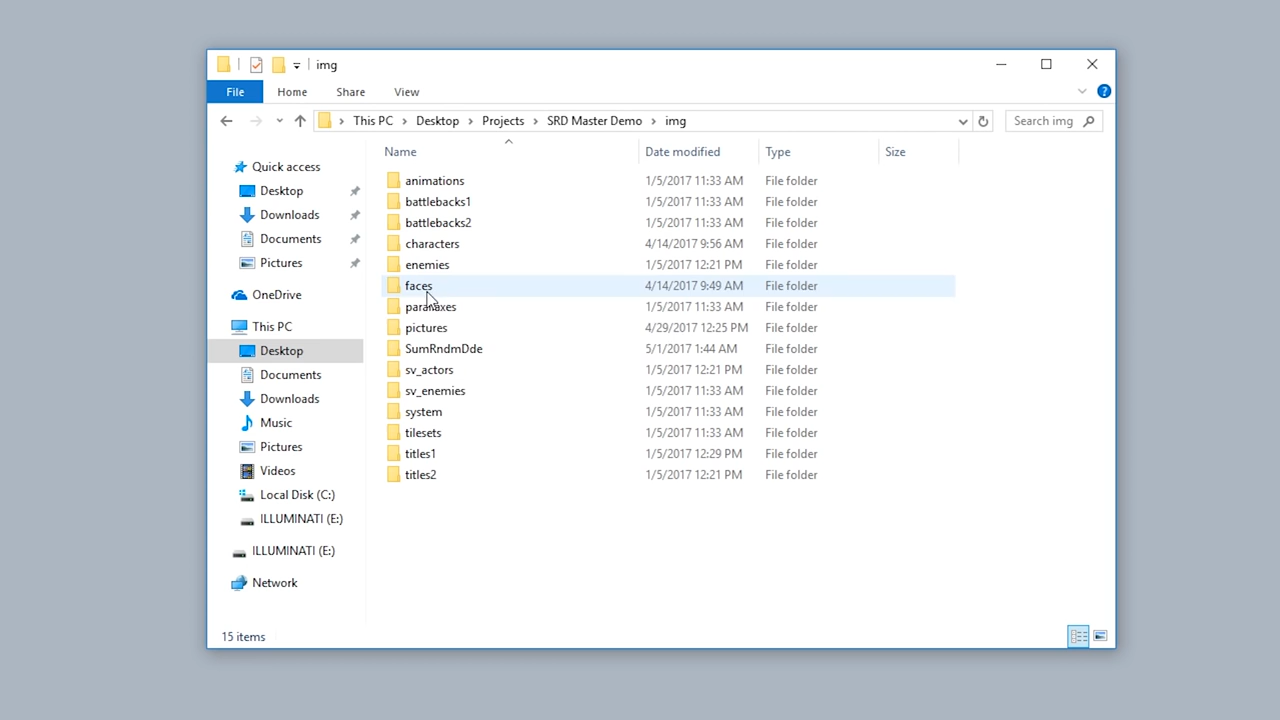 img
File Home Share View
This PC Desktop Projects SRD Master Demo img Search img
Name Date modified Type Size
Quick access
Desktop
Downloads
Documents
Pictures
OneDrive
This PC
Desktop
Documents
Downloads
Music
Pictures
Videos
Local Disk (C:)
ILLUMINATI (E:)
ILLUMINATI (E:)
Network
animations 1/5/2017 11:33 AM File folder
battlebacks1 1/5/2017 11:33 AM File folder
battlebacks2 1/5/2017 11:33 AM File folder
characters 4/14/2017 9:56 AM File folder
enemies 1/5/2017 12:21 PM File folder
faces 4/14/2017 9:49 AM File folder
parallaxes 1/5/2017 11:33 AM File folder
pictures 4/29/2017 12:25 PM File folder
SumRndmDde 5/1/2017 1:44 AM File folder
sv_actors 1/5/2017 12:21 PM File folder
sv_enemies 1/5/2017 11:33 AM File folder
system 1/5/2017 11:33 AM File folder
tilesets 1/5/2017 11:33 AM File folder
titles1 1/5/2017 12:29 PM File folder
titles2 1/5/2017 12:21 PM File folder
15 items